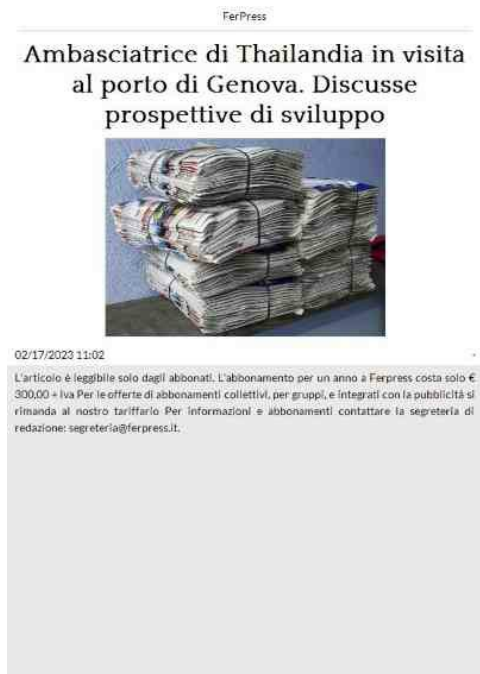 FerPress
Ambasciatrice di Thailandia in visita
al porto di Genova. Discusse
prospettive di sviluppo
02/17/2023 11:02
L'articolo è leggibile solo dagli abbonati. L'abbonamento per un anno a Ferpress costa solo €
300,00 + iva Per le offerte di abbonamenti collettivi, per gruppi, e integrati con la pubblicità si
rimanda al nostro tariffario Per informazioni e abbonamenti contattare la segreteria di
redazione: segreteria@ferpress.it.